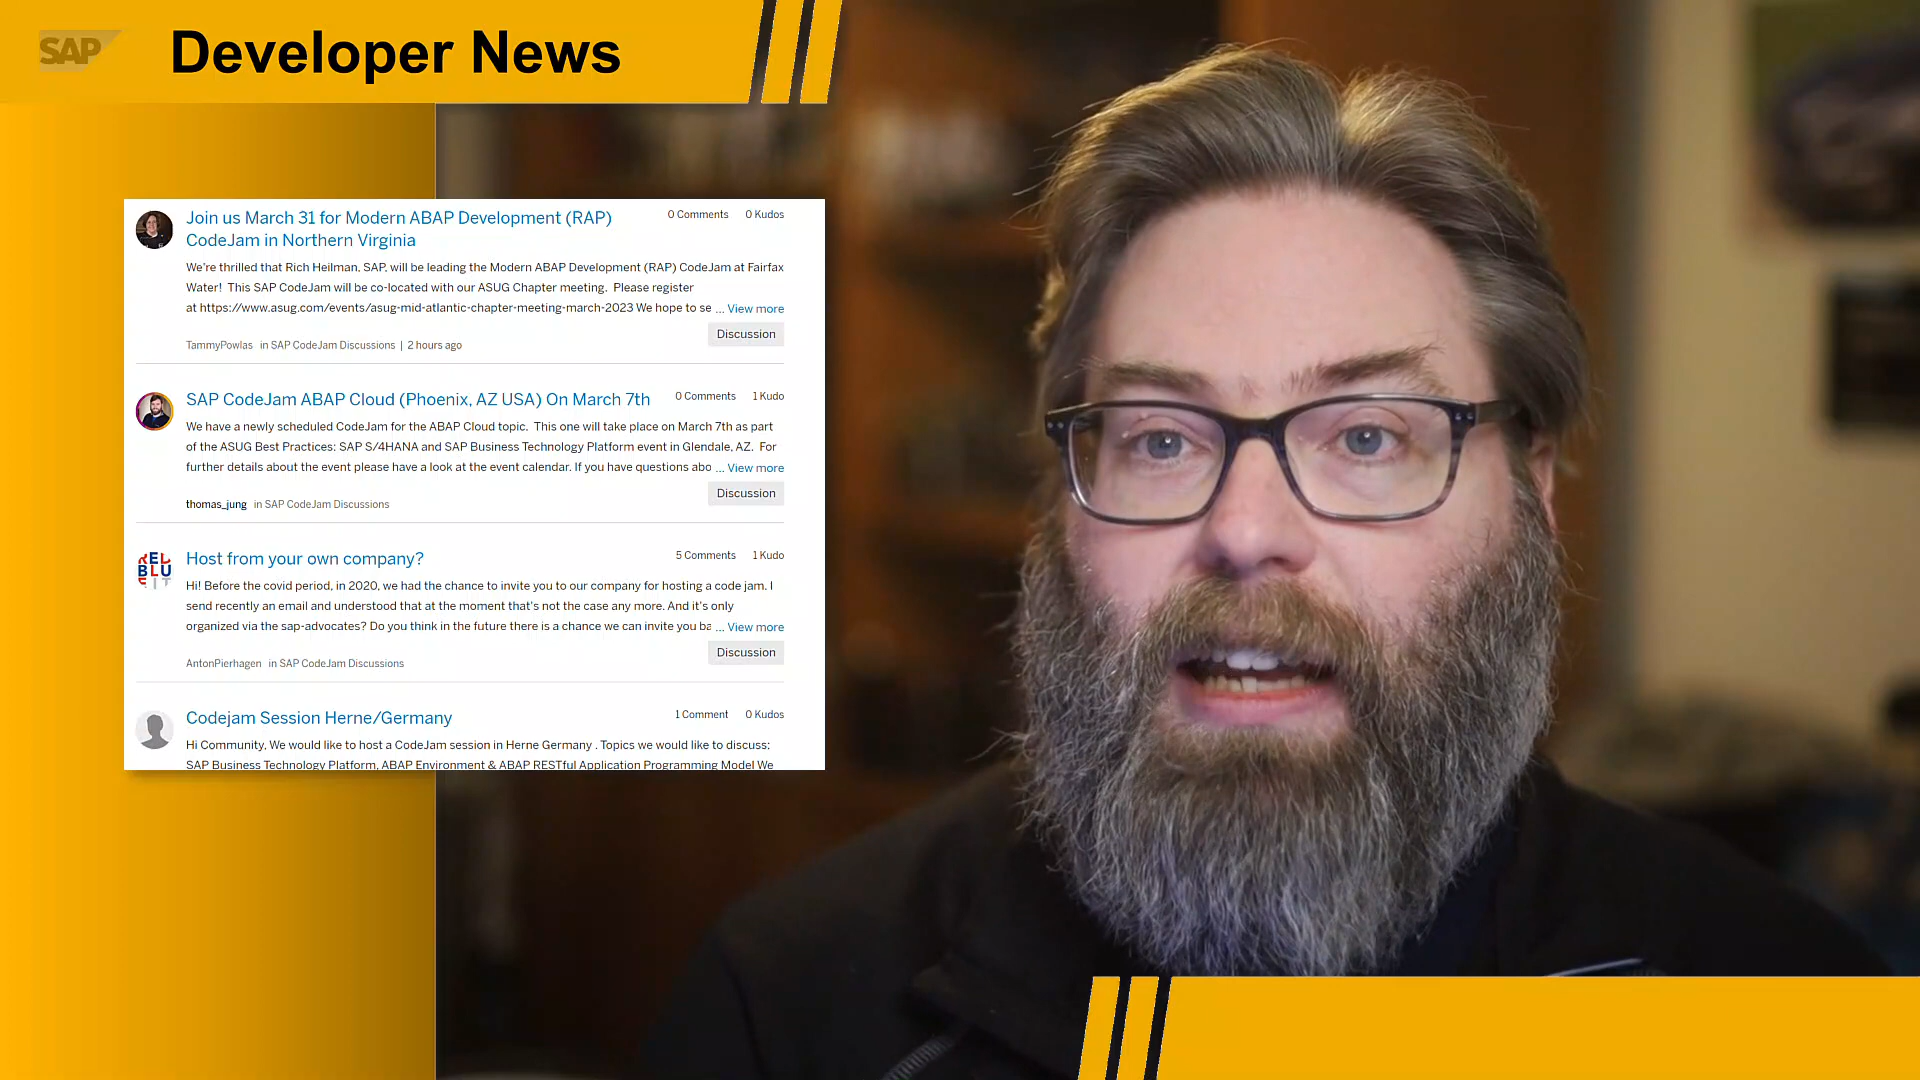 SAP Developer News
Join us March 31 for Modern ABAP Development (RAP)
CodeJam in Northern Virginia
0 Comments 0 Kudos
We're thrilled that Rich Heilman, SAP, will be leading the Modern ABAP Development (RAP) CodeJam at Fairfax
Water! This SAP CodeJam will be co-located with our ASUG Chapter meeting. Please register
at https://www.asug.com/events/asug-mid-atlantic-chapter-meeting-march-2023 We hope to se ... View more
Discussion
TammyPowlas in SAP CodeJam Discussions | 2 hours ago
SAP CodeJam ABAP Cloud (Phoenix, AZ USA) On March 7th
0 Comments 1 Kudo
We have a newly scheduled CodeJam for the ABAP Cloud topic. This one will take place on March 7th as part
of the ASUG Best Practices: SAP S/4HANA and SAP Business Technology Platform event in Glendale, AZ. For
further details about the event please have a look at the event calendar. If you have questions abo ... View more
Discussion
thomas_jung in SAP CodeJam Discussions
Host from your own company?
5 Comments 1 Kudo
Hi! Before the covid period, in 2020, we had the chance to invite you to our company for hosting a code jam. I
send recently an email and understood that at the moment that's not the case any more. And it's only
organized via the sap-advocates? Do you think in the future there is a chance we can invite you ba ... View more
Discussion
AntonPierhagen in SAP CodeJam Discussions
Codejam Session Herne/Germany
1 Comment 0 Kudos
Hi Community, We would like to host a CodeJam session in Herne Germany . Topics we would like to discuss:
SAP Business Technology Platform, ABAP Environment & ABAP RESTful Application Programming Model We